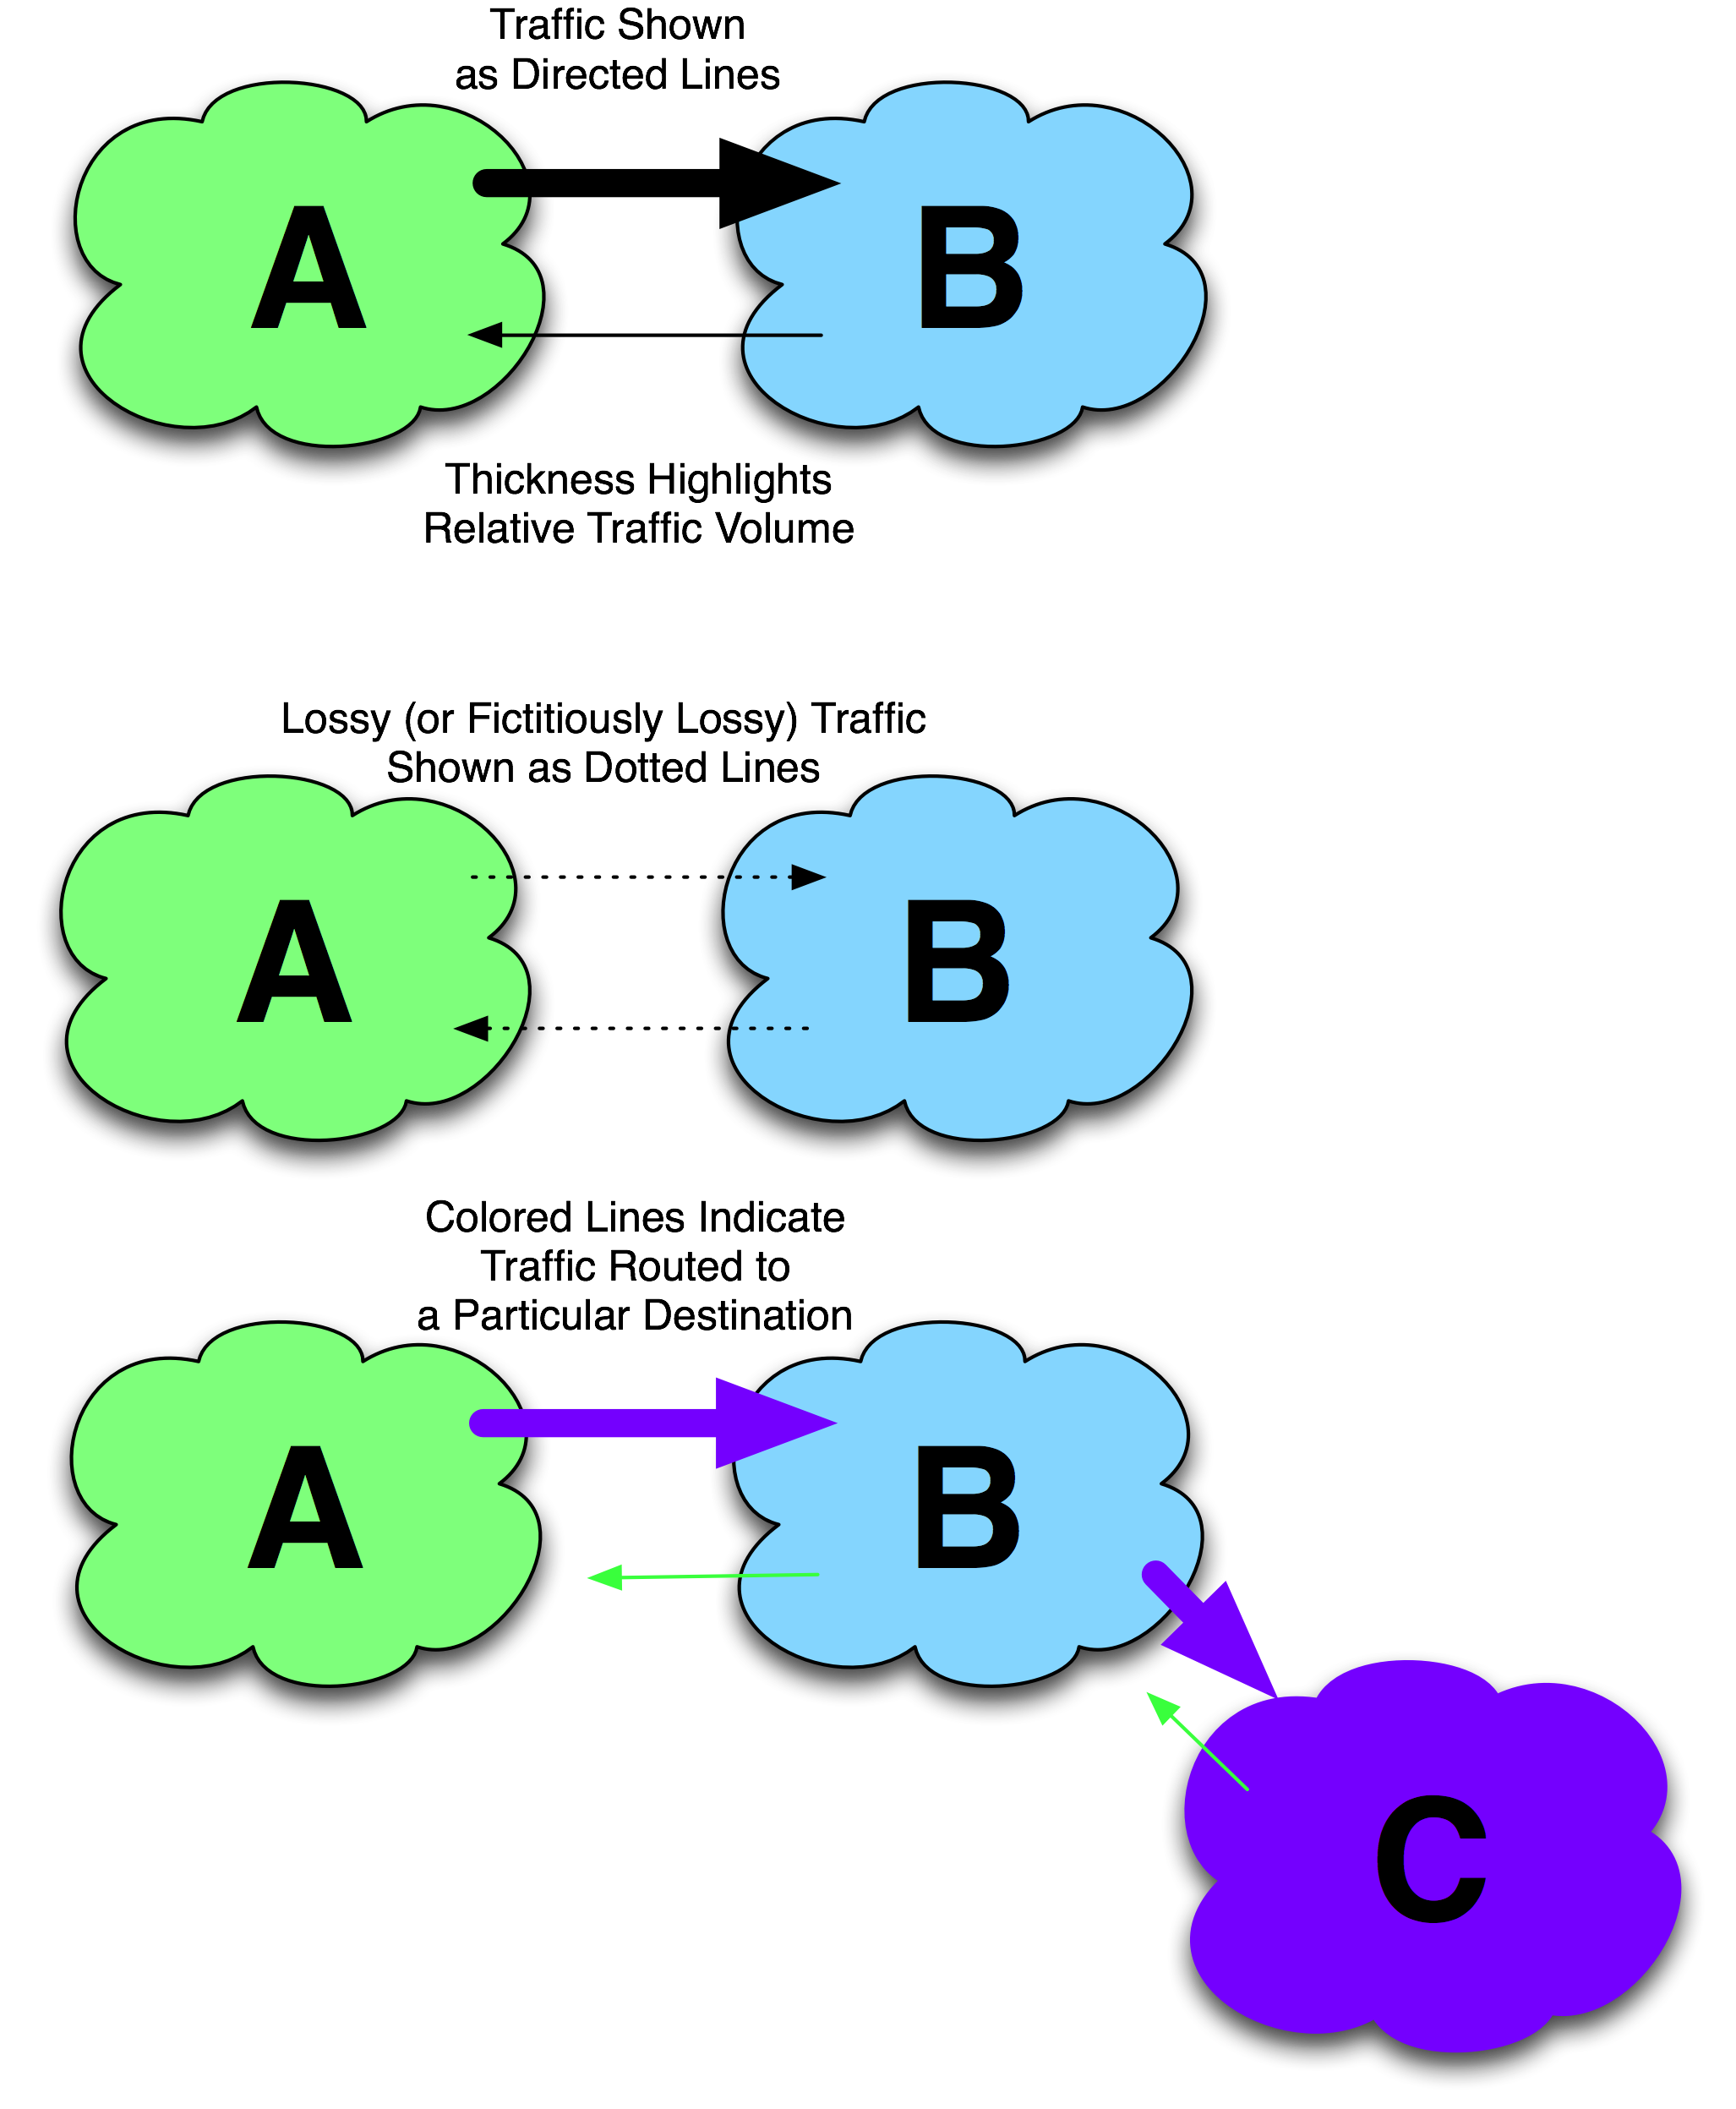 Traffic Shown
as Directed Lines
A
B
Thickness Highlights
Relative Traffic Volume
Lossy (or Fictitiously Lossy) Traffic
Shown as Dotted Lines
A
B
Colored Lines Indicate
Traffic Routed to
a Particular Destination
A
B
C